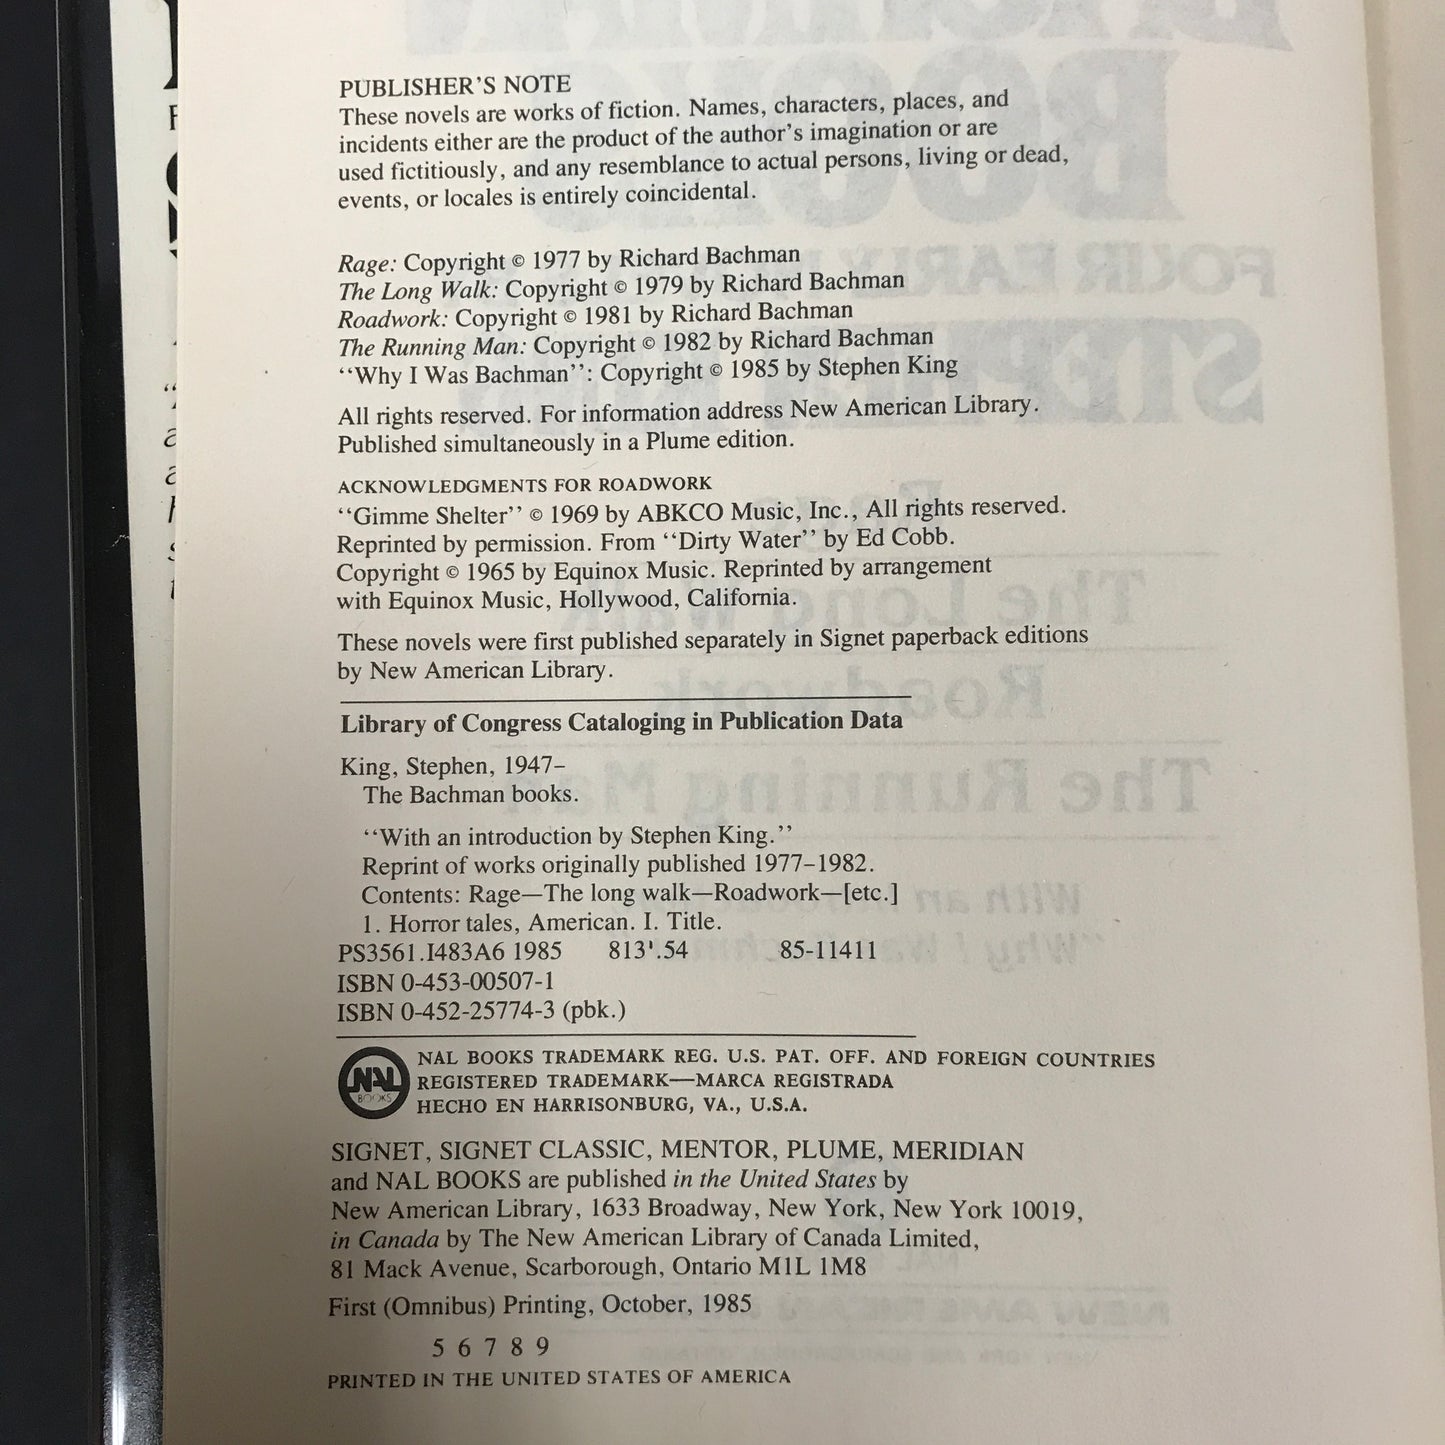 PUBLISHER'S NOTE
These novels are works of fiction. Names, characters, places, and
incidents either are the product of the author's imagination or are
used fictitiously, and any resemblance to actual persons, living or dead,
events, or locales is entirely coincidental.
Rage: Copyright © 1977 by Richard Bachman
The Long Walk: Copyright © 1979 by Richard Bachman
Roadwork: Copyright © 1981 by Richard Bachman
The Running Man: Copyright © 1982 by Richard Bachman
‘‘Why I Was Bachman’’: Copyright © 1985 by Stephen King
All rights reserved. For information address New American Library.
Published simultaneously in a Plume edition.
ACKNOWLEDGMENTS FOR ROADWORK
‘‘Gimme Shelter’’ © 1969 by ABKCO Music, Inc., All rights reserved.
Reprinted by permission. From ‘‘Dirty Water’’ by Ed Cobb.
Copyright © 1965 by Equinox Music. Reprinted by arrangement
with Equinox Music, Hollywood, California.
These novels were first published separately in Signet paperback editions
by New American Library.
Library of Congress Cataloging in Publication Data
King, Stephen, 1947–
The Bachman books.
‘‘With an introduction by Stephen King.’’
Reprint of works originally published 1977–1982.
Contents: Rage—The long walk—Roadwork—[etc.]
1. Horror tales, American. I. Title.
PS3561.I483A6 1985 813'.54 85-11411
ISBN 0-453-00507-1
ISBN 0-452-25774-3 (pbk.)
NAL BOOKS
NAL BOOKS TRADEMARK REG. U.S. PAT. OFF. AND FOREIGN COUNTRIES
REGISTERED TRADEMARK—MARCA REGISTRADA
HECHO EN HARRISONBURG, VA., U.S.A.
SIGNET, SIGNET CLASSIC, MENTOR, PLUME, MERIDIAN
and NAL BOOKS are published in the United States by
New American Library, 1633 Broadway, New York, New York 10019,
in Canada by The New American Library of Canada Limited,
81 Mack Avenue, Scarborough, Ontario M1L 1M8
First (Omnibus) Printing, October, 1985
5 6 7 8 9
PRINTED IN THE UNITED STATES OF AMERICA